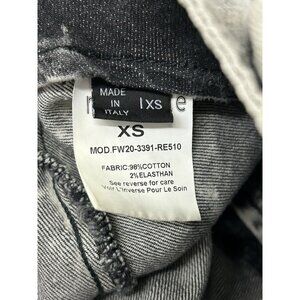 MADE
IN
ITALY
XS
XS
MOD.FW20-3391-RE510
FABRIC:98%COTTON
2%ELASTHAN
See reverse for care
Voir L'Inverse Pour Le Soin